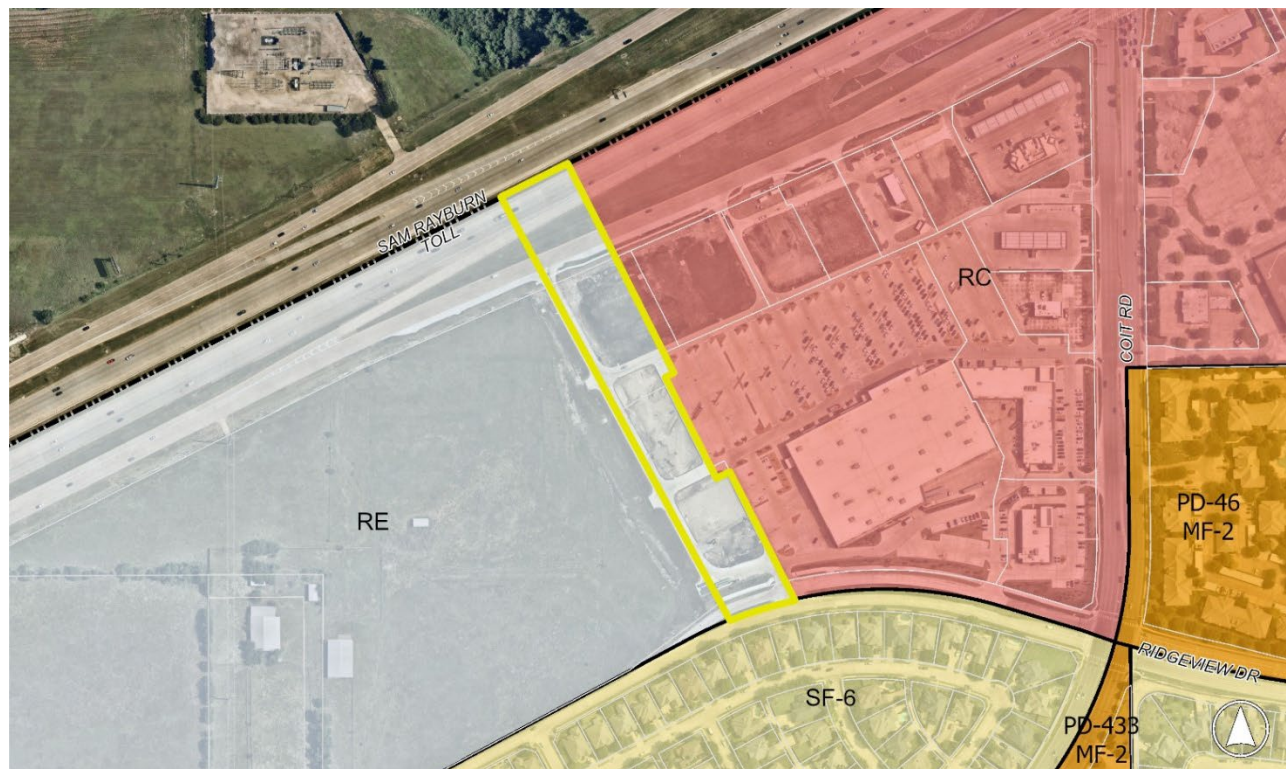 SAM RAYBURN
TOLL
RC
COIT RD
RE
PD-46
MF-2
RIDGEVIEW DR
SF-6
PD-433
MF-2